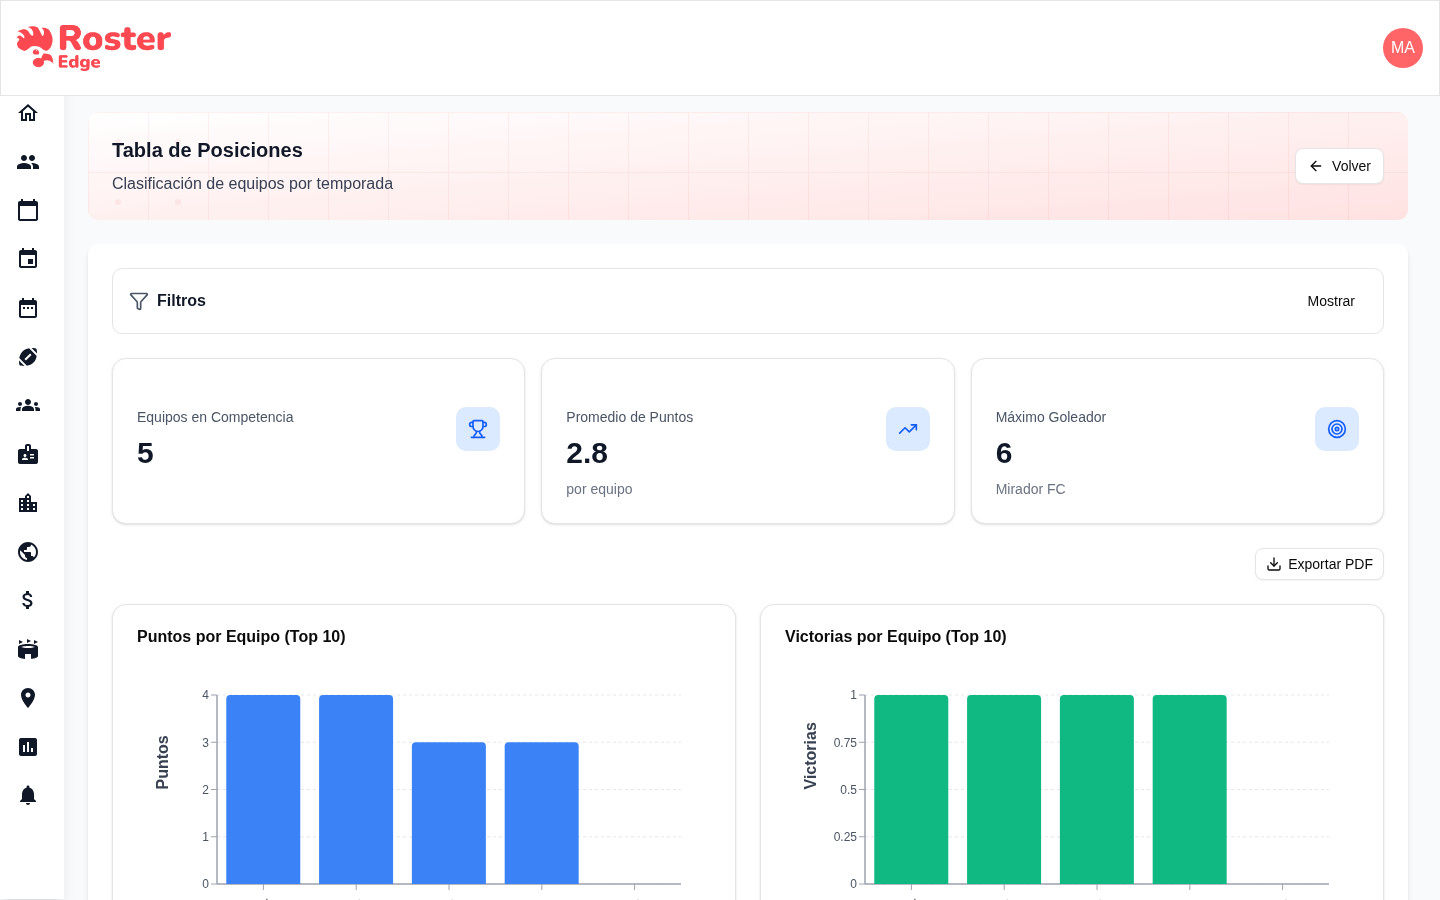 Roster
Edge
MA
Tabla de Posiciones
Clasificación de equipos por temporada
Volver
Filtros
Mostrar
Equipos en Competencia
5
Promedio de Puntos
2.8
por equipo
Máximo Goleador
6
Mirador FC
Exportar PDF
Puntos por Equipo (Top 10)
Puntos
4
3
2
1
0
Victorias por Equipo (Top 10)
Victorias
1
0.75
0.5
0.25
0